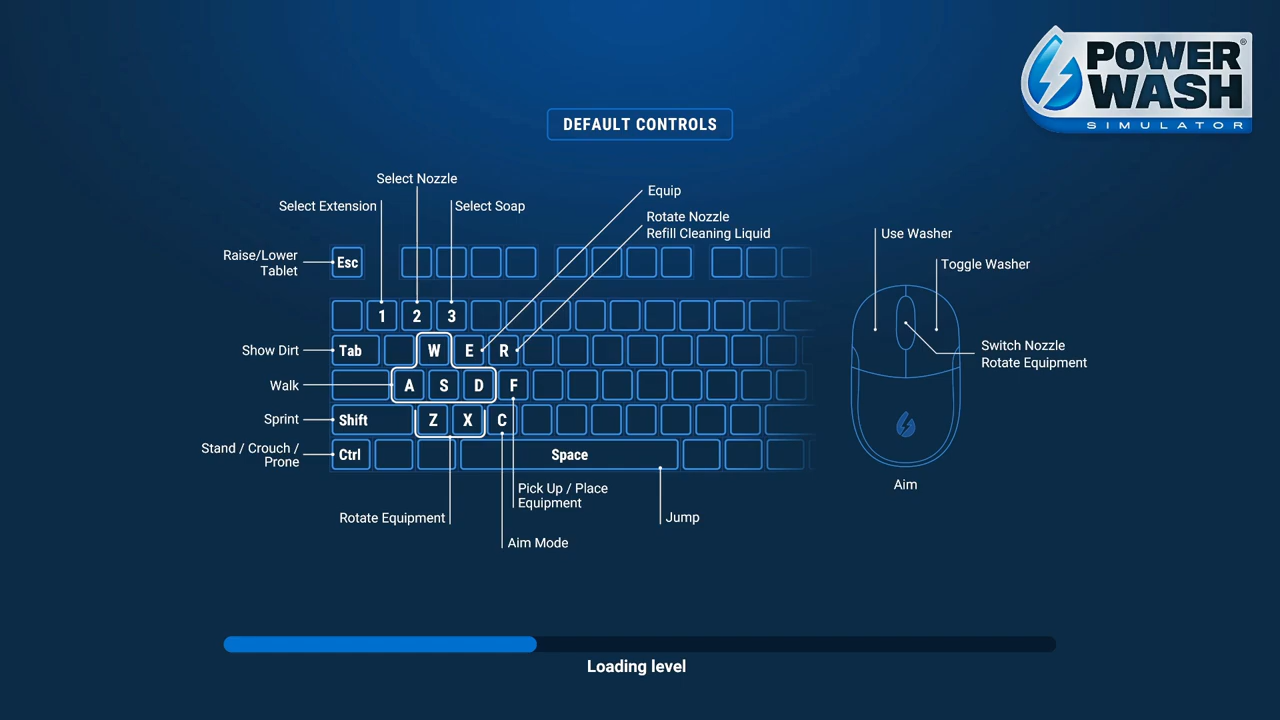 POWER
WASH
SIMULATOR
®
DEFAULT CONTROLS
Select Nozzle
Select Extension
Select Soap
Equip
Rotate Nozzle
Refill Cleaning Liquid
Raise/Lower
Tablet
Esc
1 2 3
Show Dirt
Tab
W E R
Walk
A S D F
Sprint
Shift
Z X C
Stand / Crouch /
Prone
Ctrl
Space
Pick Up / Place
Equipment
Rotate Equipment
Jump
Aim Mode
Use Washer
Toggle Washer
Switch Nozzle
Rotate Equipment
Aim
Loading level